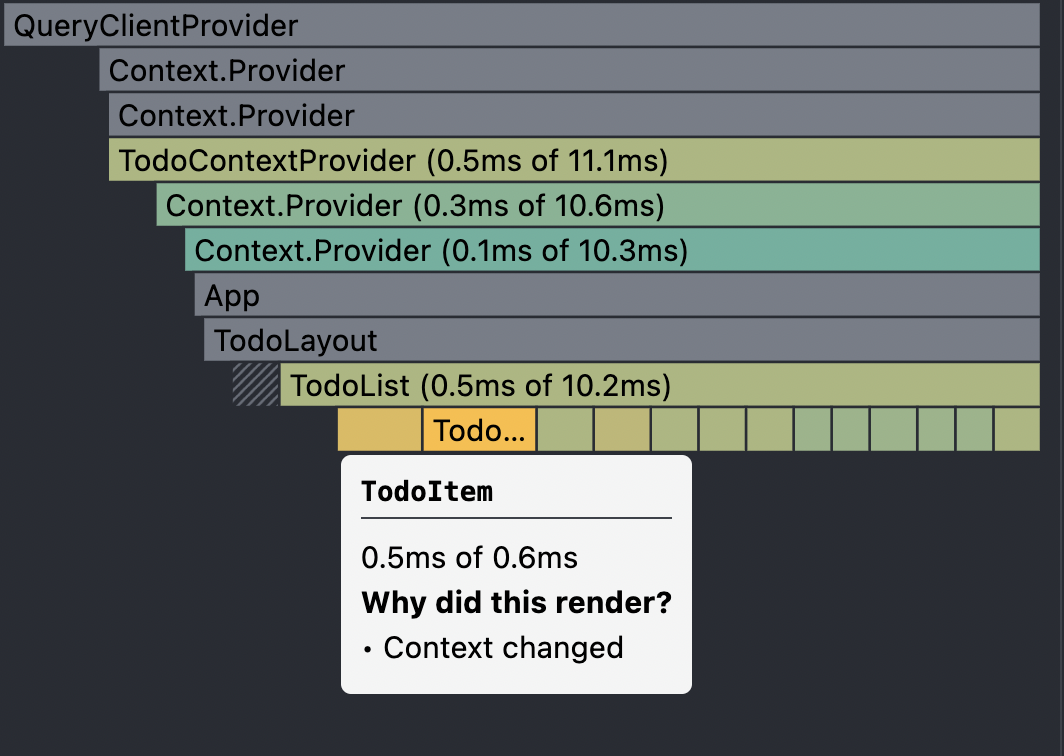 QueryClientProvider
Context.Provider
Context.Provider
TodoContextProvider (0.5ms of 11.1ms)
Context.Provider (0.3ms of 10.6ms)
Context.Provider (0.1ms of 10.3ms)
App
TodoLayout
TodoList (0.5ms of 10.2ms)
Todo...
TodoItem
0.5ms of 0.6ms
Why did this render?
• Context changed